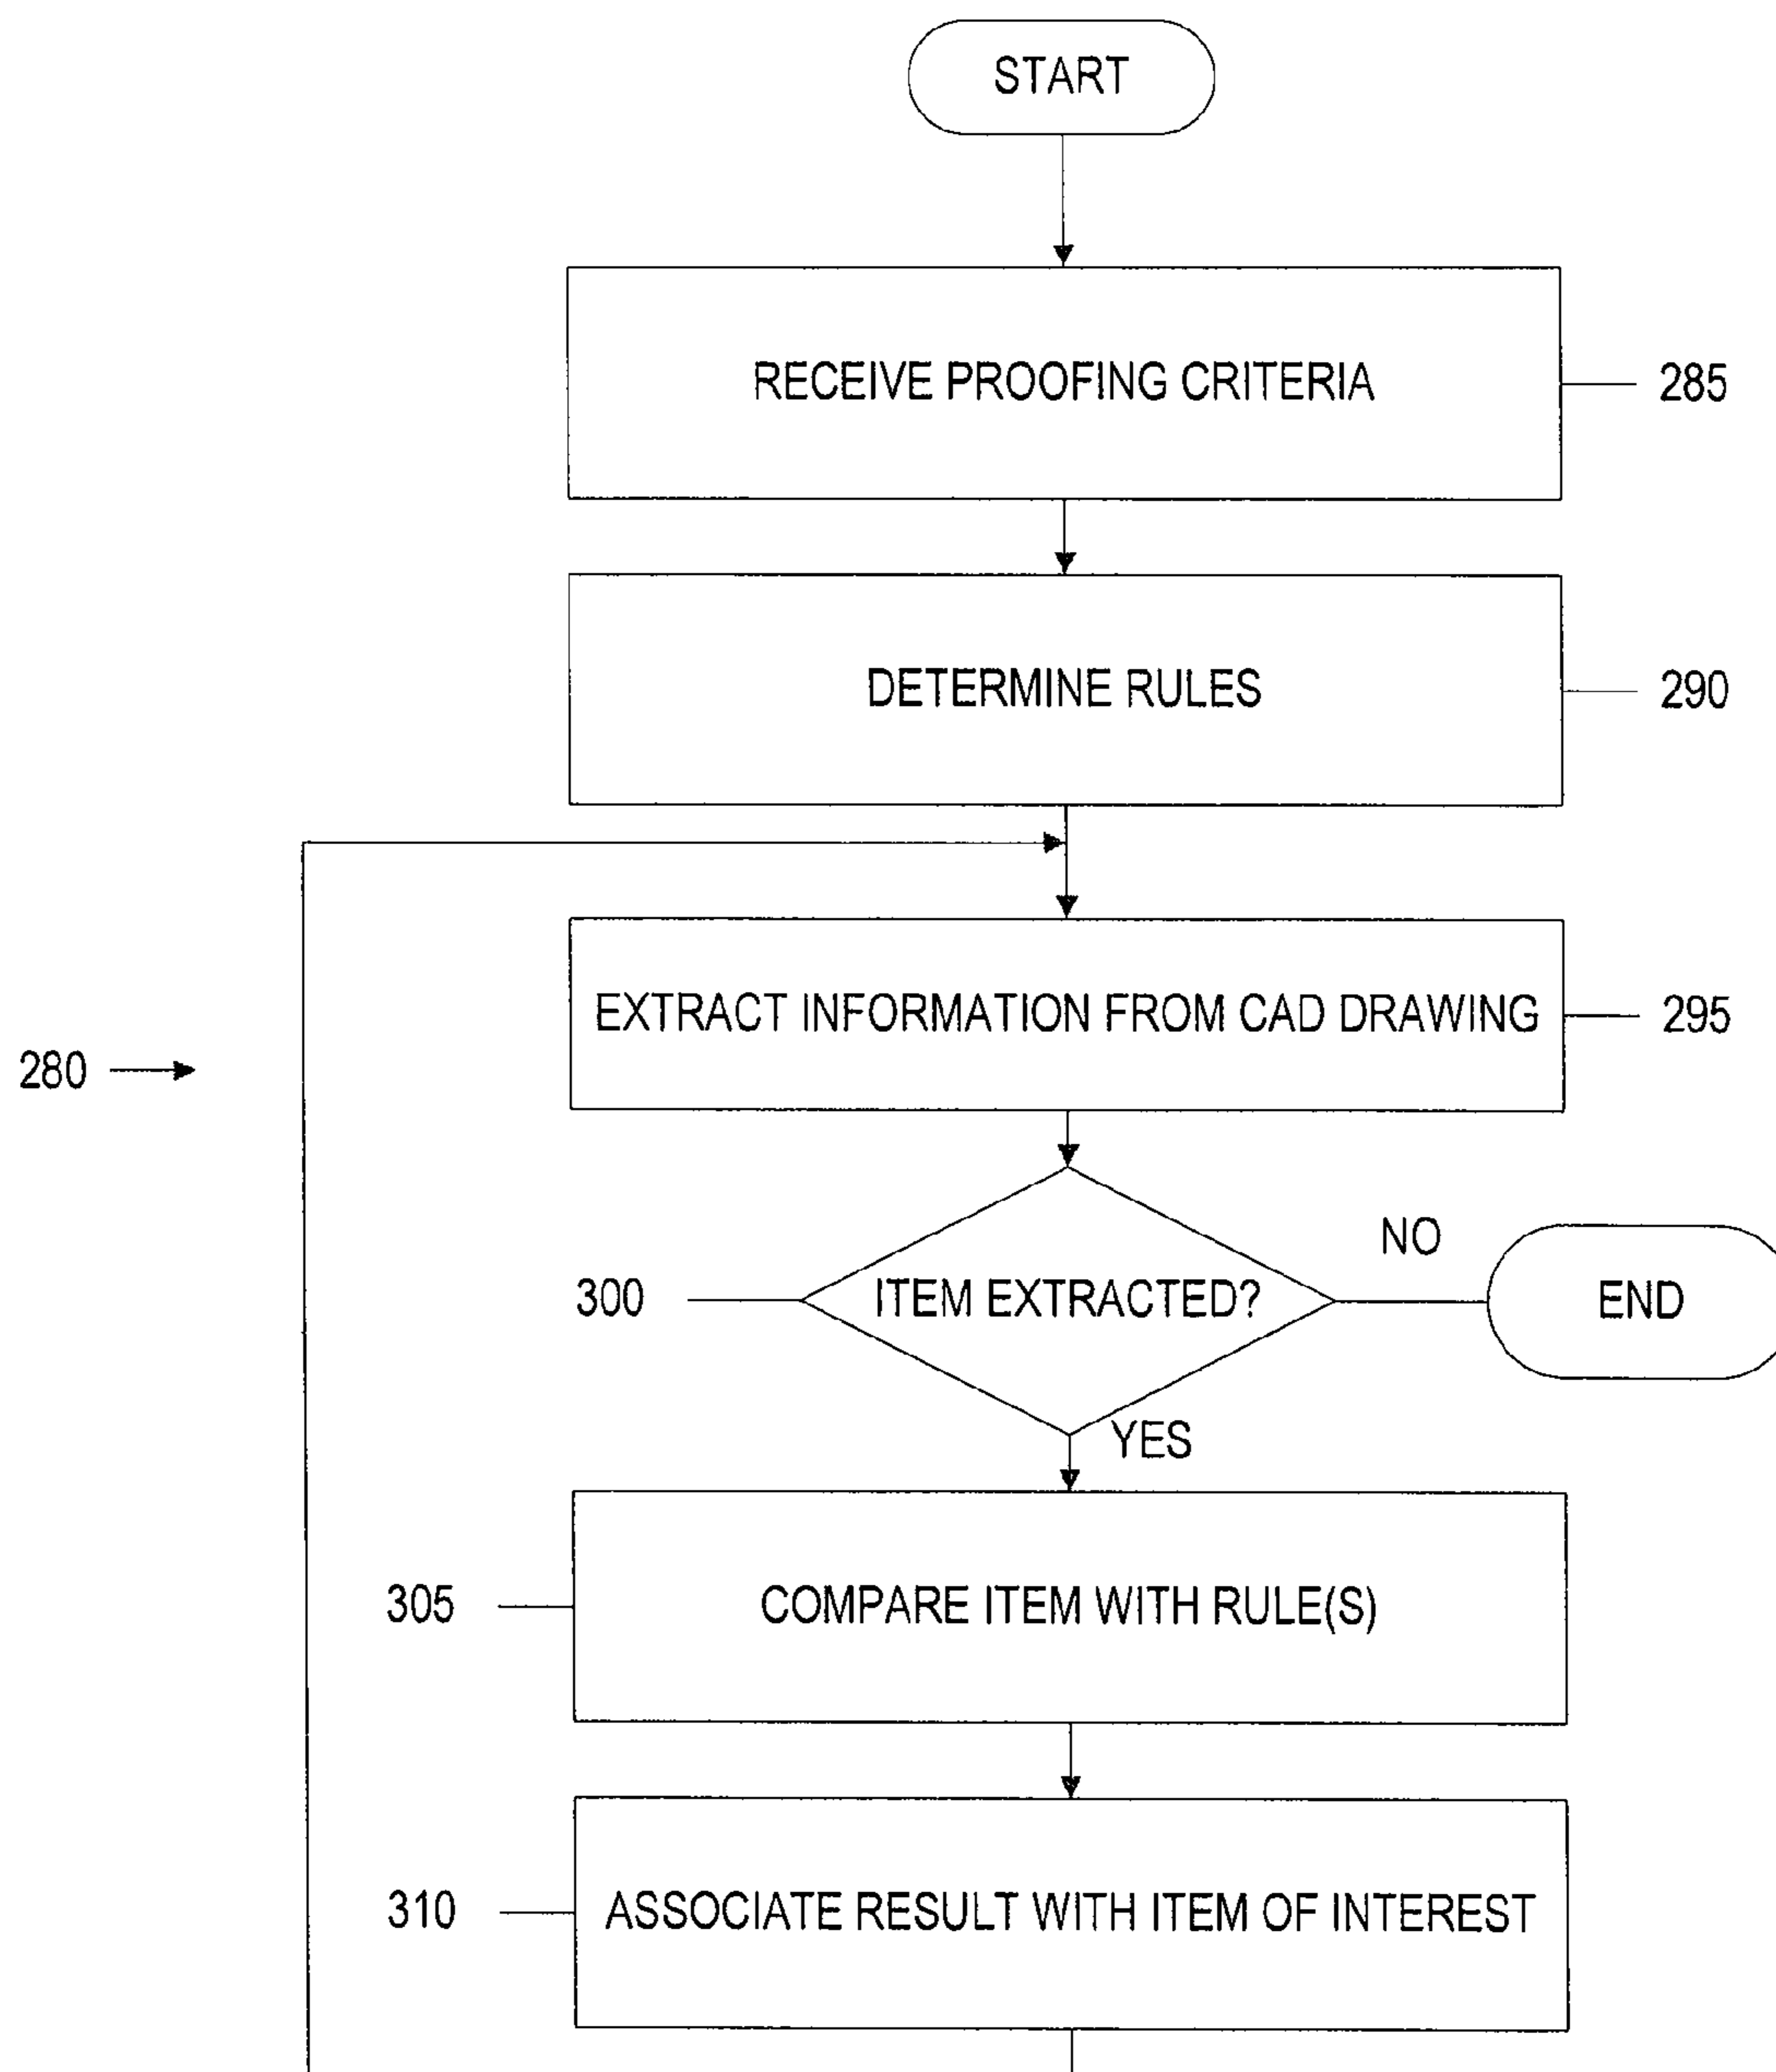 START
RECEIVE PROOFING CRITERIA
285
DETERMINE RULES
290
EXTRACT INFORMATION FROM CAD DRAWING
295
280
NO
300
ITEM EXTRACTED?
END
YES
305
COMPARE ITEM WITH RULE(S)
310
ASSOCIATE RESULT WITH ITEM OF INTEREST